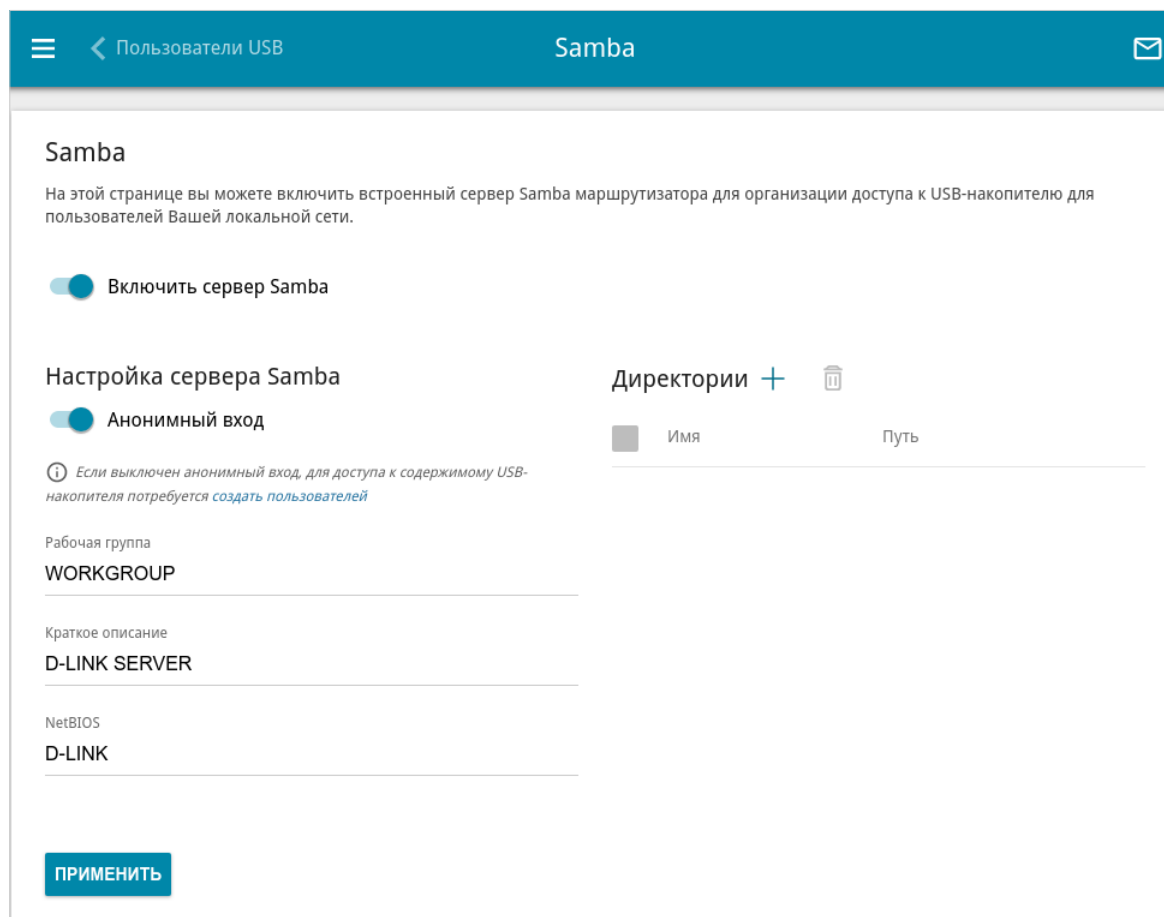 Пользователи USB
Samba
Samba
На этой странице вы можете включить встроенный сервер Samba маршрутизатора для организации доступа к USB-накопителю для
пользователей Вашей локальной сети.
Включить сервер Samba
Настройка сервера Samba
Анонимный вход
Если выключен анонимный вход, для доступа к содержимому USB-
накопителя потребуется создать пользователей
Рабочая группа
WORKGROUP
Краткое описание
D-LINK SERVER
NetBIOS
D-LINK
ПРИМЕНИТЬ
Директории
Имя
Путь